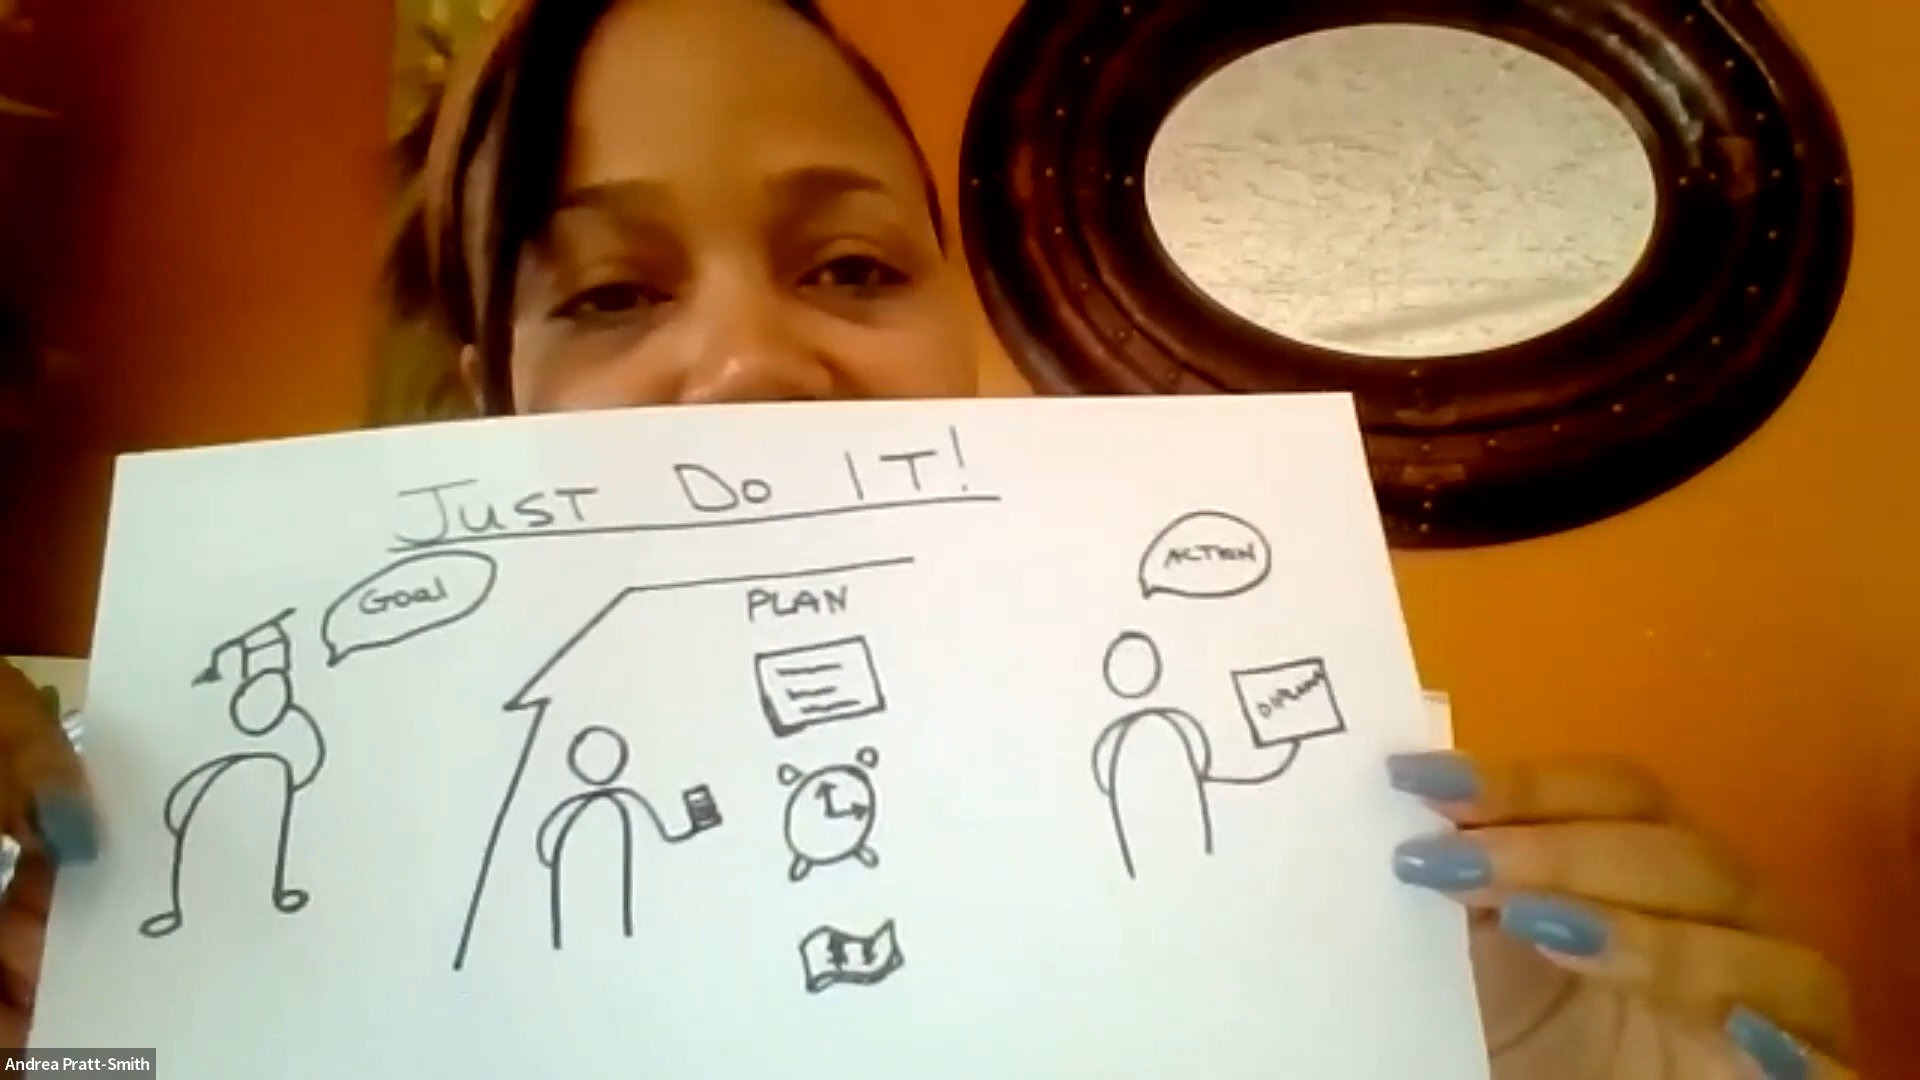 JUST DO IT!
Goal
PLAN
ACTION
DIPLOMA
$ $
Andrea Pratt-Smith